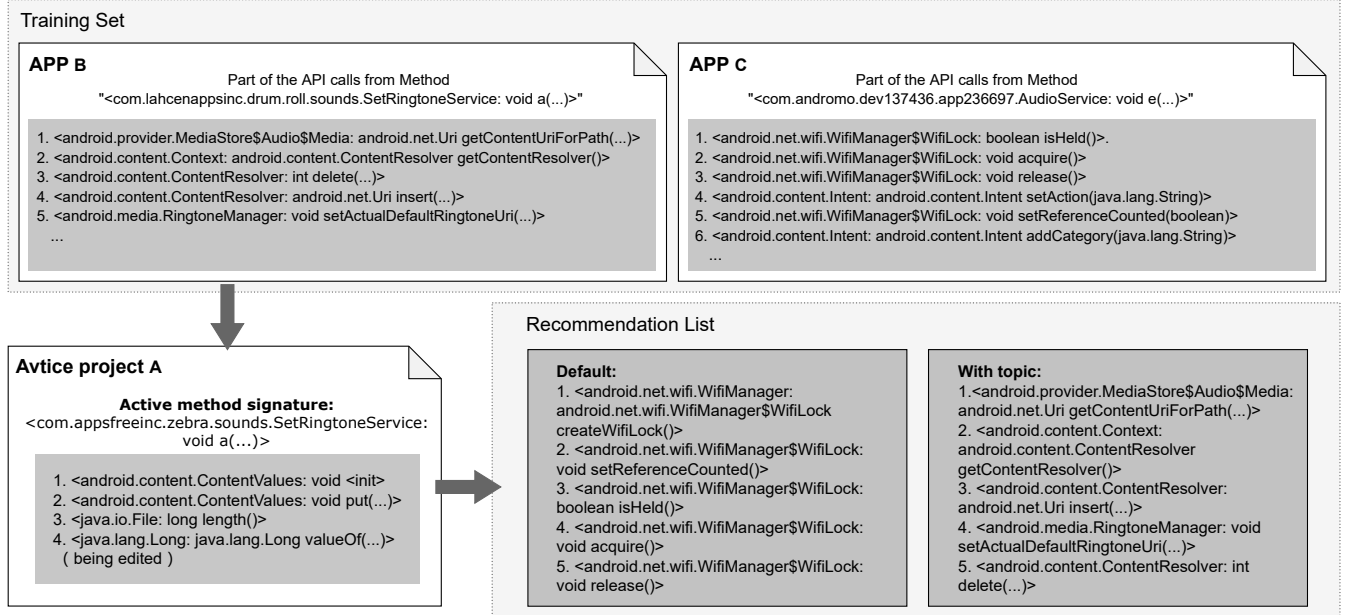 Training Set
APP B
Part of the API calls from Method
"<com.lahcenappsinc.drum.roll.sounds.SetRingtoneService: void a(...)>"
1. <android.provider.MediaStore$Audio$Media: android.net.Uri getContentUriForPath(...)>
2. <android.content.Context: android.content.ContentResolver getContentResolver()>
3. <android.content.ContentResolver: int delete(...)>
4. <android.content.ContentResolver: android.net.Uri insert(...)>
5. <android.media.RingtoneManager: void setActualDefaultRingtoneUri(...)>
...
APP C
Part of the API calls from Method
"<com.andromo.dev137436.app236697.AudioService: void e(...)>"
1. <android.net.wifi.WifiManager$WifiLock: boolean isHeld()>.
2. <android.net.wifi.WifiManager$WifiLock: void acquire()>
3. <android.net.wifi.WifiManager$WifiLock: void release()>
4. <android.content.Intent: android.content.Intent setAction(java.lang.String)>
5. <android.net.wifi.WifiManager$WifiLock: void setReferenceCounted(boolean)>
6. <android.content.Intent: android.content.Intent addCategory(java.lang.String)>
...
Avtice project A
Active method signature:
<com.appsfreeinc.zebra.sounds.SetRingtoneService:
void a(...)>
1. <android.content.ContentValues: void <init>
2. <android.content.ContentValues: void put(...)>
3. <java.io.File: long length()>
4. <java.lang.Long: java.lang.Long valueOf(...)>
( being edited )
Recommendation List
Default:
1. <android.net.wifi.WifiManager:
android.net.wifi.WifiManager$WifiLock
createWifiLock()>
2. <android.net.wifi.WifiManager$WifiLock:
void setReferenceCounted()>
3. <android.net.wifi.WifiManager$WifiLock:
boolean isHeld()>
4. <android.net.wifi.WifiManager$WifiLock:
void acquire()>
5. <android.net.wifi.WifiManager$WifiLock:
void release()>
With topic:
1.<android.provider.MediaStore$Audio$Media:
android.net.Uri getContentUriForPath(...)>
2. <android.content.Context:
android.content.ContentResolver
getContentResolver()>
3. <android.content.ContentResolver:
android.net.Uri insert(...)>
4. <android.media.RingtoneManager: void
setActualDefaultRingtoneUri(...)>
5. <android.content.ContentResolver: int
delete(...)>